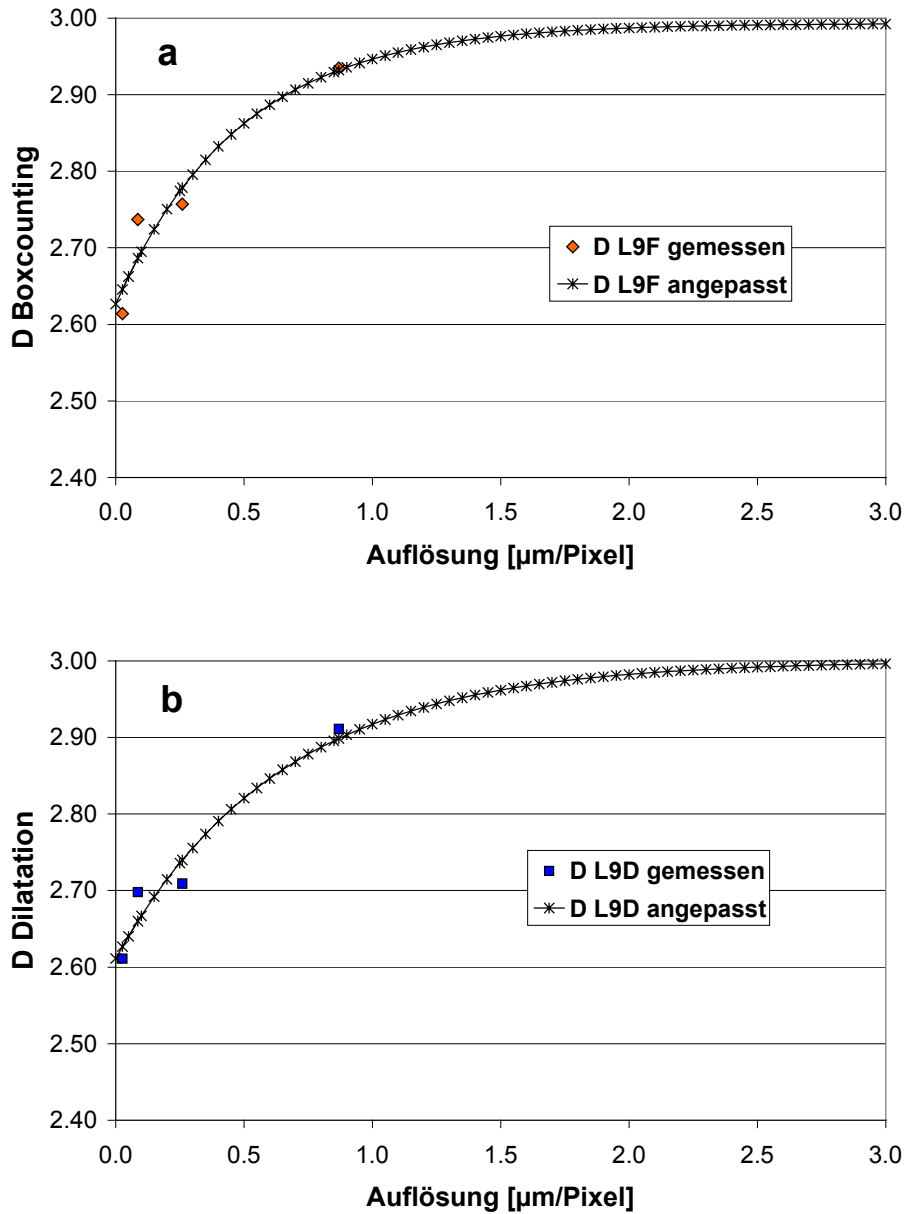 a
3.00
2.90
2.80
2.70
2.60
2.50
2.40
D Boxcounting
D L9F gemessen
D L9F angepasst
0.0 0.5 1.0 1.5 2.0 2.5 3.0
Auflösung [µm/Pixel]
b
3.00
2.90
2.80
2.70
2.60
2.50
2.40
D Dilatation
D L9D gemessen
D L9D angepasst
0.0 0.5 1.0 1.5 2.0 2.5 3.0
Auflösung [µm/Pixel]